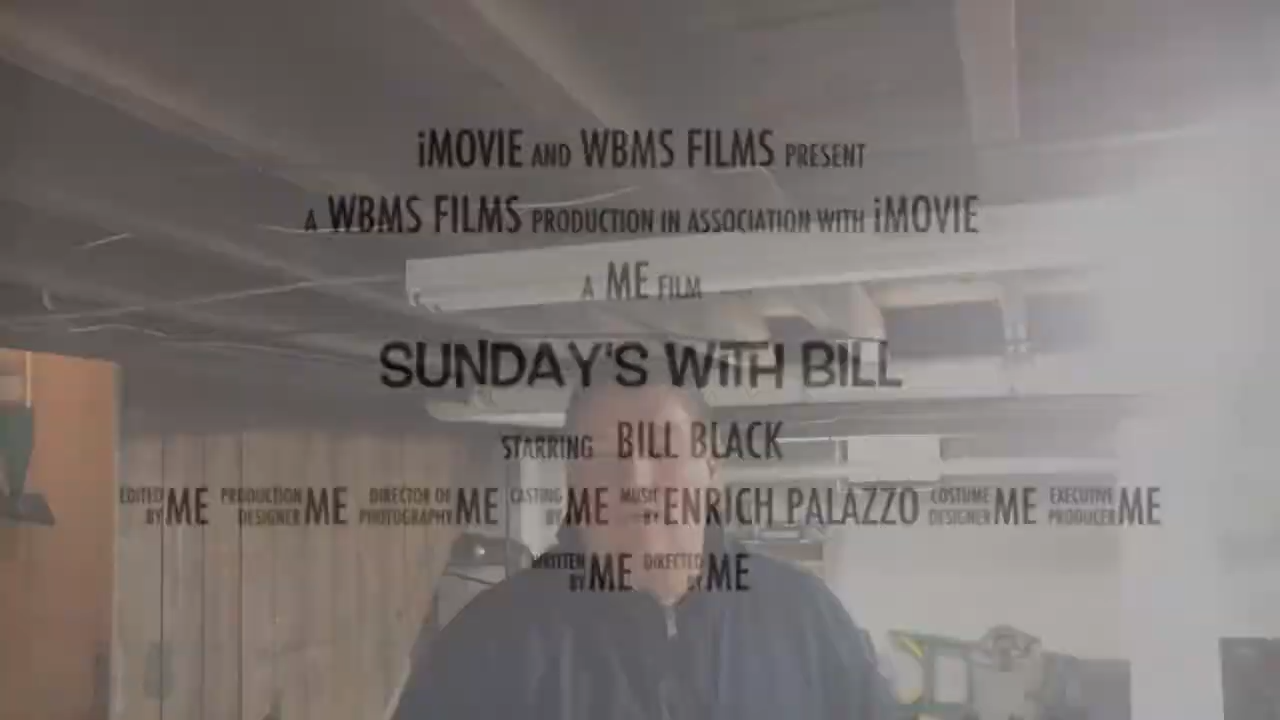 iMOVIE AND WBMS FILMS PRESENT
A WBMS FILMS PRODUCTION IN ASSOCIATION WITH iMOVIE
A ME FILM
SUNDAY'S WiTH BILL
STARRING BILL BLACK
EDITED BY ME PRODUCTION DESIGNER ME DIRECTOR OF PHOTOGRAPHY ME CASTING BY ME MUSIC BY ENRICH PALAZZO COSTUME DESIGNER ME EXECUTIVE PRODUCER ME
WRITTEN BY ME DIRECTED BY ME